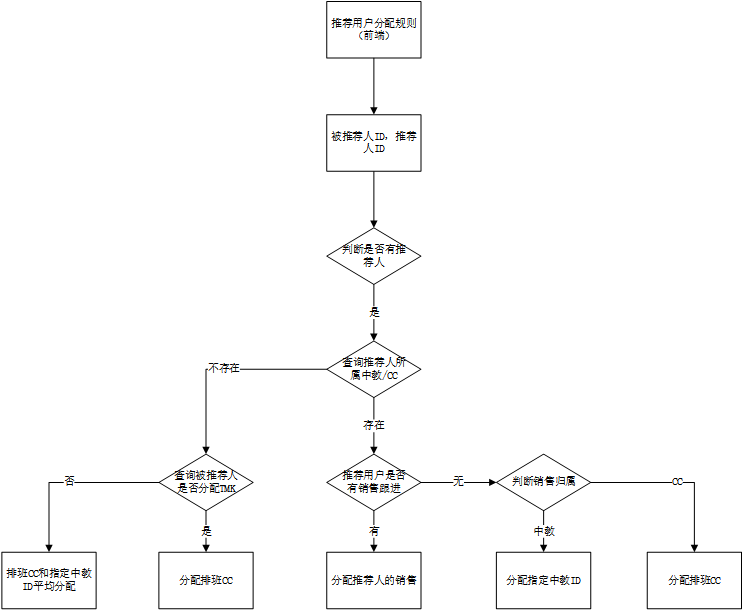 推荐用户分配规则
（前端）
被推荐人ID，推荐
人ID
判断是否有推
荐人
是
查询推荐人所
属中教/CC
不存在
存在
查询被推荐人
是否分配TMK
推荐用户是否
有销售跟进
判断销售归属
否
无
CC
是
有
中教
排班CC和指定中教
ID平均分配
分配排班CC
分配推荐人的销售
分配指定中教ID
分配排班CC